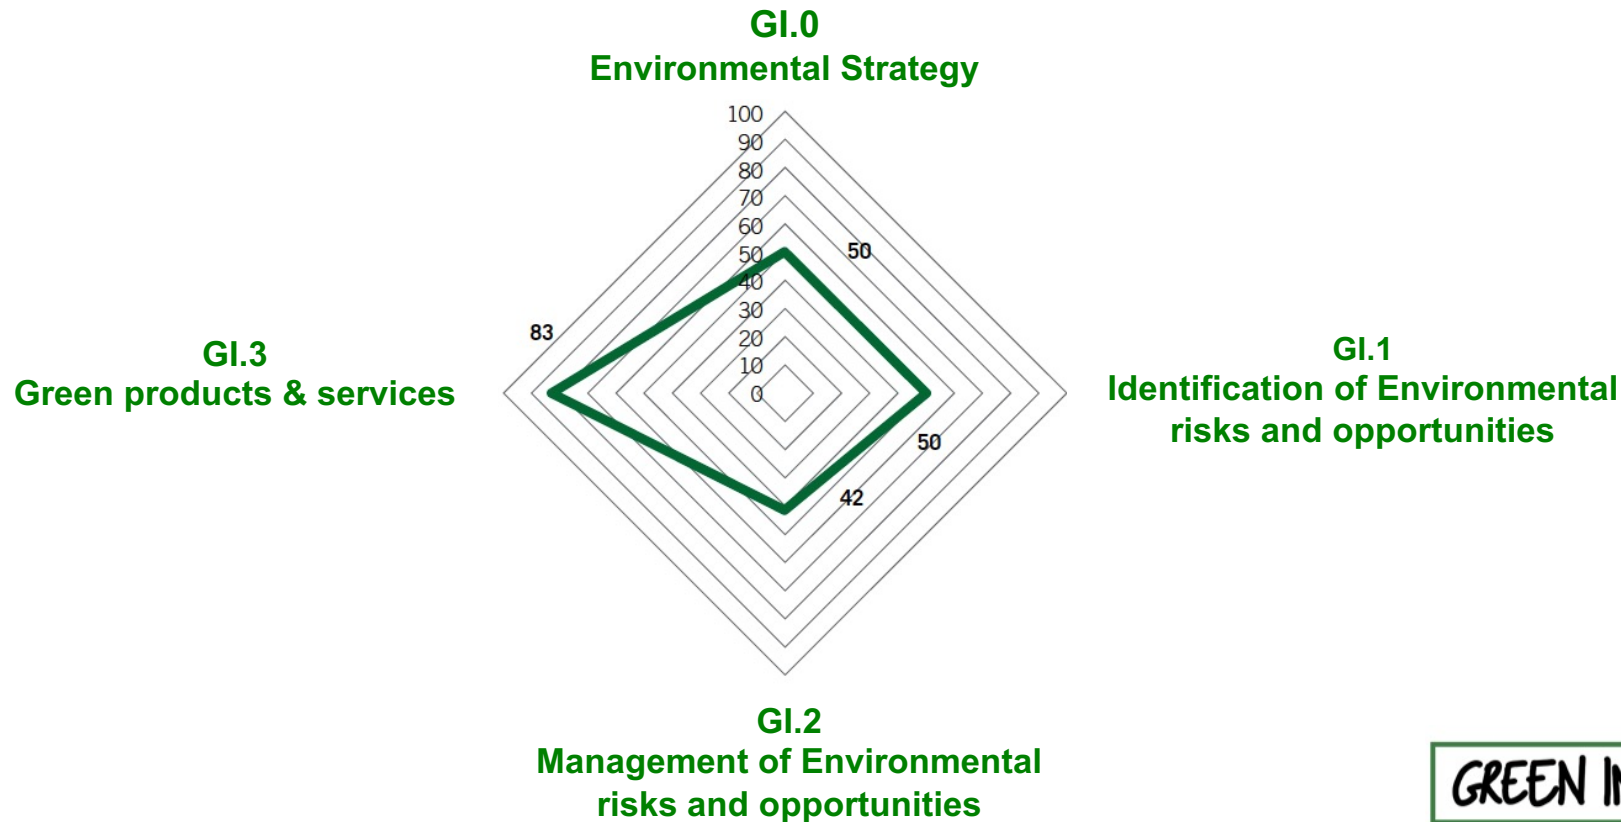 GI.0
Environmental Strategy
100
90
80
70
60
50
40
30
20
10
0
50
83
50
42
GI.3
Green products & services
GI.1
Identification of Environmental
risks and opportunities
GI.2
Management of Environmental
risks and opportunities
GREEN